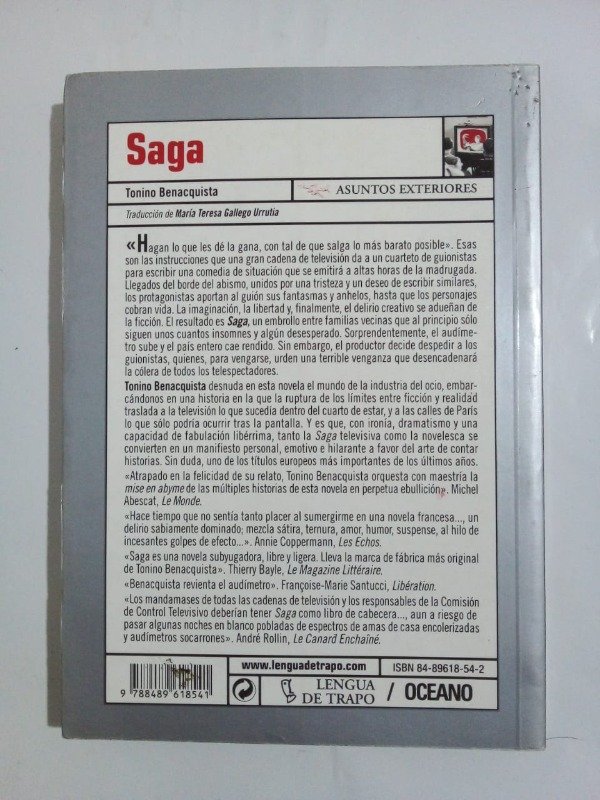 Saga
Tonino Benacquista
ASUNTOS EXTERIORES
Traducción de María Teresa Gallego Urrutia
«Hagan lo que les dé la gana, con tal de que salga lo más barato posible». Esas
son las instrucciones que una gran cadena de televisión da a un cuarteto de guionistas
para escribir una comedia de situación que se emitirá a altas horas de la madrugada.
Llegados del borde del abismo, unidos por una tristeza y un deseo de escribir similares,
los protagonistas aportan al guión sus fantasmas y anhelos, hasta que los personajes
cobran vida. La imaginación, la libertad y, finalmente, el delirio creativo se adueñan de
la ficción. El resultado es Saga, un embrollo entre familias vecinas que al principio sólo
siguen unos cuantos insomnes y algún desesperado. Sorprendentemente, el audíme-
tro sube y el país entero cae rendido. Sin embargo, el productor decide despedir a los
guionistas, quienes, para vengarse, urden una terrible venganza que desencadenará
la cólera de todos los telespectadores.
Tonino Benacquista desnuda en esta novela el mundo de la industria del ocio, embar-
cándonos en una historia en la que la ruptura de los límites entre ficción y realidad
traslada a la televisión lo que sucedía dentro del cuarto de estar, y a las calles de París
lo que sólo podría ocurrir tras la pantalla. Y es que, con ironía, dramatismo y una
capacidad de fabulación libérrima, tanto la Saga televisiva como la novelesca se
convierten en un manifiesto personal, emotivo e hilarante a favor del arte de contar
historias. Sin duda, uno de los títulos europeos más importantes de los últimos años.
«Atrapado en la felicidad de su relato, Tonino Benacquista orquesta con maestría la
mise en abyme de las múltiples historias de esta novela en perpetua ebullición». Michel
Abescat, Le Monde.
«Hace tiempo que no sentía tanto placer al sumergirme en una novela francesa..., un
delirio sabiamente dominado; mezcla sátira, ternura, amor, humor, suspense, al hilo de
incesantes golpes de efecto...». Annie Coppermann, Les Echos.
«Saga es una novela subyugadora, libre y ligera. Lleva la marca de fábrica más original
de Tonino Benacquista». Thierry Bayle, Le Magazine Littéraire.
«Benacquista revienta el audímetro». Françoise-Marie Santucci, Libération.
«Los mandamases de todas las cadenas de televisión y los responsables de la Comisión
de Control Televisivo deberían tener Saga como libro de cabecera..., aun a riesgo de
pasar algunas noches en blanco pobladas de espectros de amas de casa encolerizadas
y audímetros socarrones». André Rollin, Le Canard Enchaîné.
www.lenguadetrapo.com
ISBN 84-89618-54-2
9 788489 618541
LENGUA
DE TRAPO / OCEANO